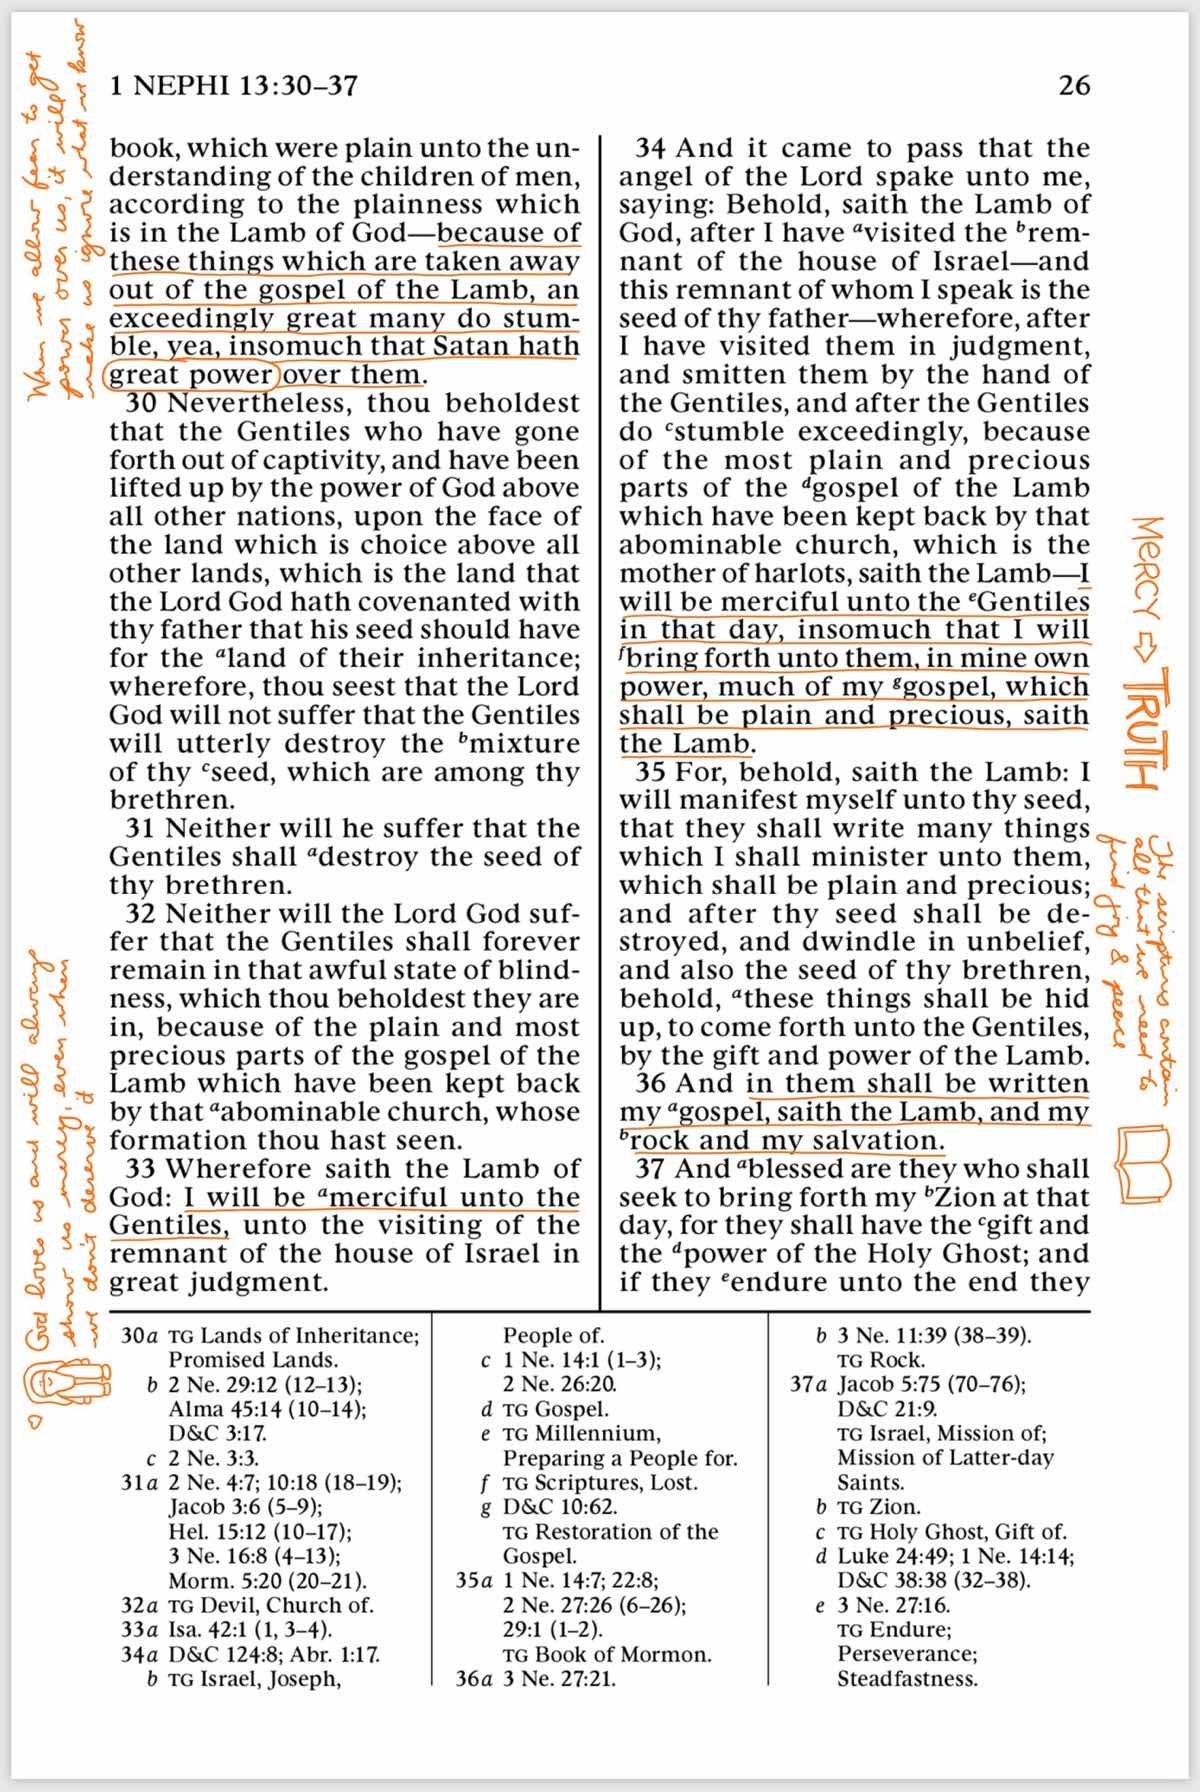 1 NEPHI 13:30–37
26
When we allow fear to get
power over us, it will
make us ignore what we know
book, which were plain unto the un-
derstanding of the children of men,
according to the plainness which
is in the Lamb of God—because of
these things which are taken away
out of the gospel of the Lamb, an
exceedingly great many do stum-
ble, yea, insomuch that Satan hath
great power over them.
30 Nevertheless, thou beholdest
that the Gentiles who have gone
forth out of captivity, and have been
lifted up by the power of God above
all other nations, upon the face of
the land which is choice above all
other lands, which is the land that
the Lord God hath covenanted with
thy father that his seed should have
for the ᵃland of their inheritance;
wherefore, thou seest that the Lord
God will not suffer that the Gentiles
will utterly destroy the ᵇmixture
of thy ᶜseed, which are among thy
brethren.
31 Neither will he suffer that the
Gentiles shall ᵃdestroy the seed of
thy brethren.
32 Neither will the Lord God suf-
fer that the Gentiles shall forever
remain in that awful state of blind-
ness, which thou beholdest they are
in, because of the plain and most
precious parts of the gospel of the
Lamb which have been kept back
by that ᵃabominable church, whose
formation thou hast seen.
33 Wherefore saith the Lamb of
God: I will be ᵃmerciful unto the
Gentiles, unto the visiting of the
remnant of the house of Israel in
great judgment.
God loves us and will always
show us mercy, even when
we don't deserve it
34 And it came to pass that the
angel of the Lord spake unto me,
saying: Behold, saith the Lamb of
God, after I have ᵃvisited the ᵇrem-
nant of the house of Israel—and
this remnant of whom I speak is the
seed of thy father—wherefore, after
I have visited them in judgment,
and smitten them by the hand of
the Gentiles, and after the Gentiles
do ᶜstumble exceedingly, because
of the most plain and precious
parts of the ᵈgospel of the Lamb
which have been kept back by that
abominable church, which is the
mother of harlots, saith the Lamb—I
will be merciful unto the ᵉGentiles
in that day, insomuch that I will
ᶠbring forth unto them, in mine own
power, much of my ᵍgospel, which
shall be plain and precious, saith
the Lamb.
35 For, behold, saith the Lamb: I
will manifest myself unto thy seed,
that they shall write many things
which I shall minister unto them,
which shall be plain and precious;
and after thy seed shall be de-
stroyed, and dwindle in unbelief,
and also the seed of thy brethren,
behold, ᵃthese things shall be hid
up, to come forth unto the Gentiles,
by the gift and power of the Lamb.
36 And in them shall be written
my ᵃgospel, saith the Lamb, and my
ᵇrock and my salvation.
37 And ᵃblessed are they who shall
seek to bring forth my ᵇZion at that
day, for they shall have the ᶜgift and
the ᵈpower of the Holy Ghost; and
if they ᵉendure unto the end they
MERCY ⇨ TRUTH
The scriptures contain
all that we need to
find joy & peace
30a TG Lands of Inheritance;
Promised Lands.
b 2 Ne. 29:12 (12–13);
Alma 45:14 (10–14);
D&C 3:17.
c 2 Ne. 3:3.
31a 2 Ne. 4:7; 10:18 (18–19);
Jacob 3:6 (5–9);
Hel. 15:12 (10–17);
3 Ne. 16:8 (4–13);
Morm. 5:20 (20–21).
32a TG Devil, Church of.
33a Isa. 42:1 (1, 3–4).
34a D&C 124:8; Abr. 1:17.
b TG Israel, Joseph,
People of.
c 1 Ne. 14:1 (1–3);
2 Ne. 26:20.
d TG Gospel.
e TG Millennium,
Preparing a People for.
f TG Scriptures, Lost.
g D&C 10:62.
TG Restoration of the
Gospel.
35a 1 Ne. 14:7; 22:8;
2 Ne. 27:26 (6–26);
29:1 (1–2).
TG Book of Mormon.
36a 3 Ne. 27:21.
b 3 Ne. 11:39 (38–39).
TG Rock.
37a Jacob 5:75 (70–76);
D&C 21:9.
TG Israel, Mission of;
Mission of Latter-day
Saints.
b TG Zion.
c TG Holy Ghost, Gift of.
d Luke 24:49; 1 Ne. 14:14;
D&C 38:38 (32–38).
e 3 Ne. 27:16.
TG Endure;
Perseverance;
Steadfastness.